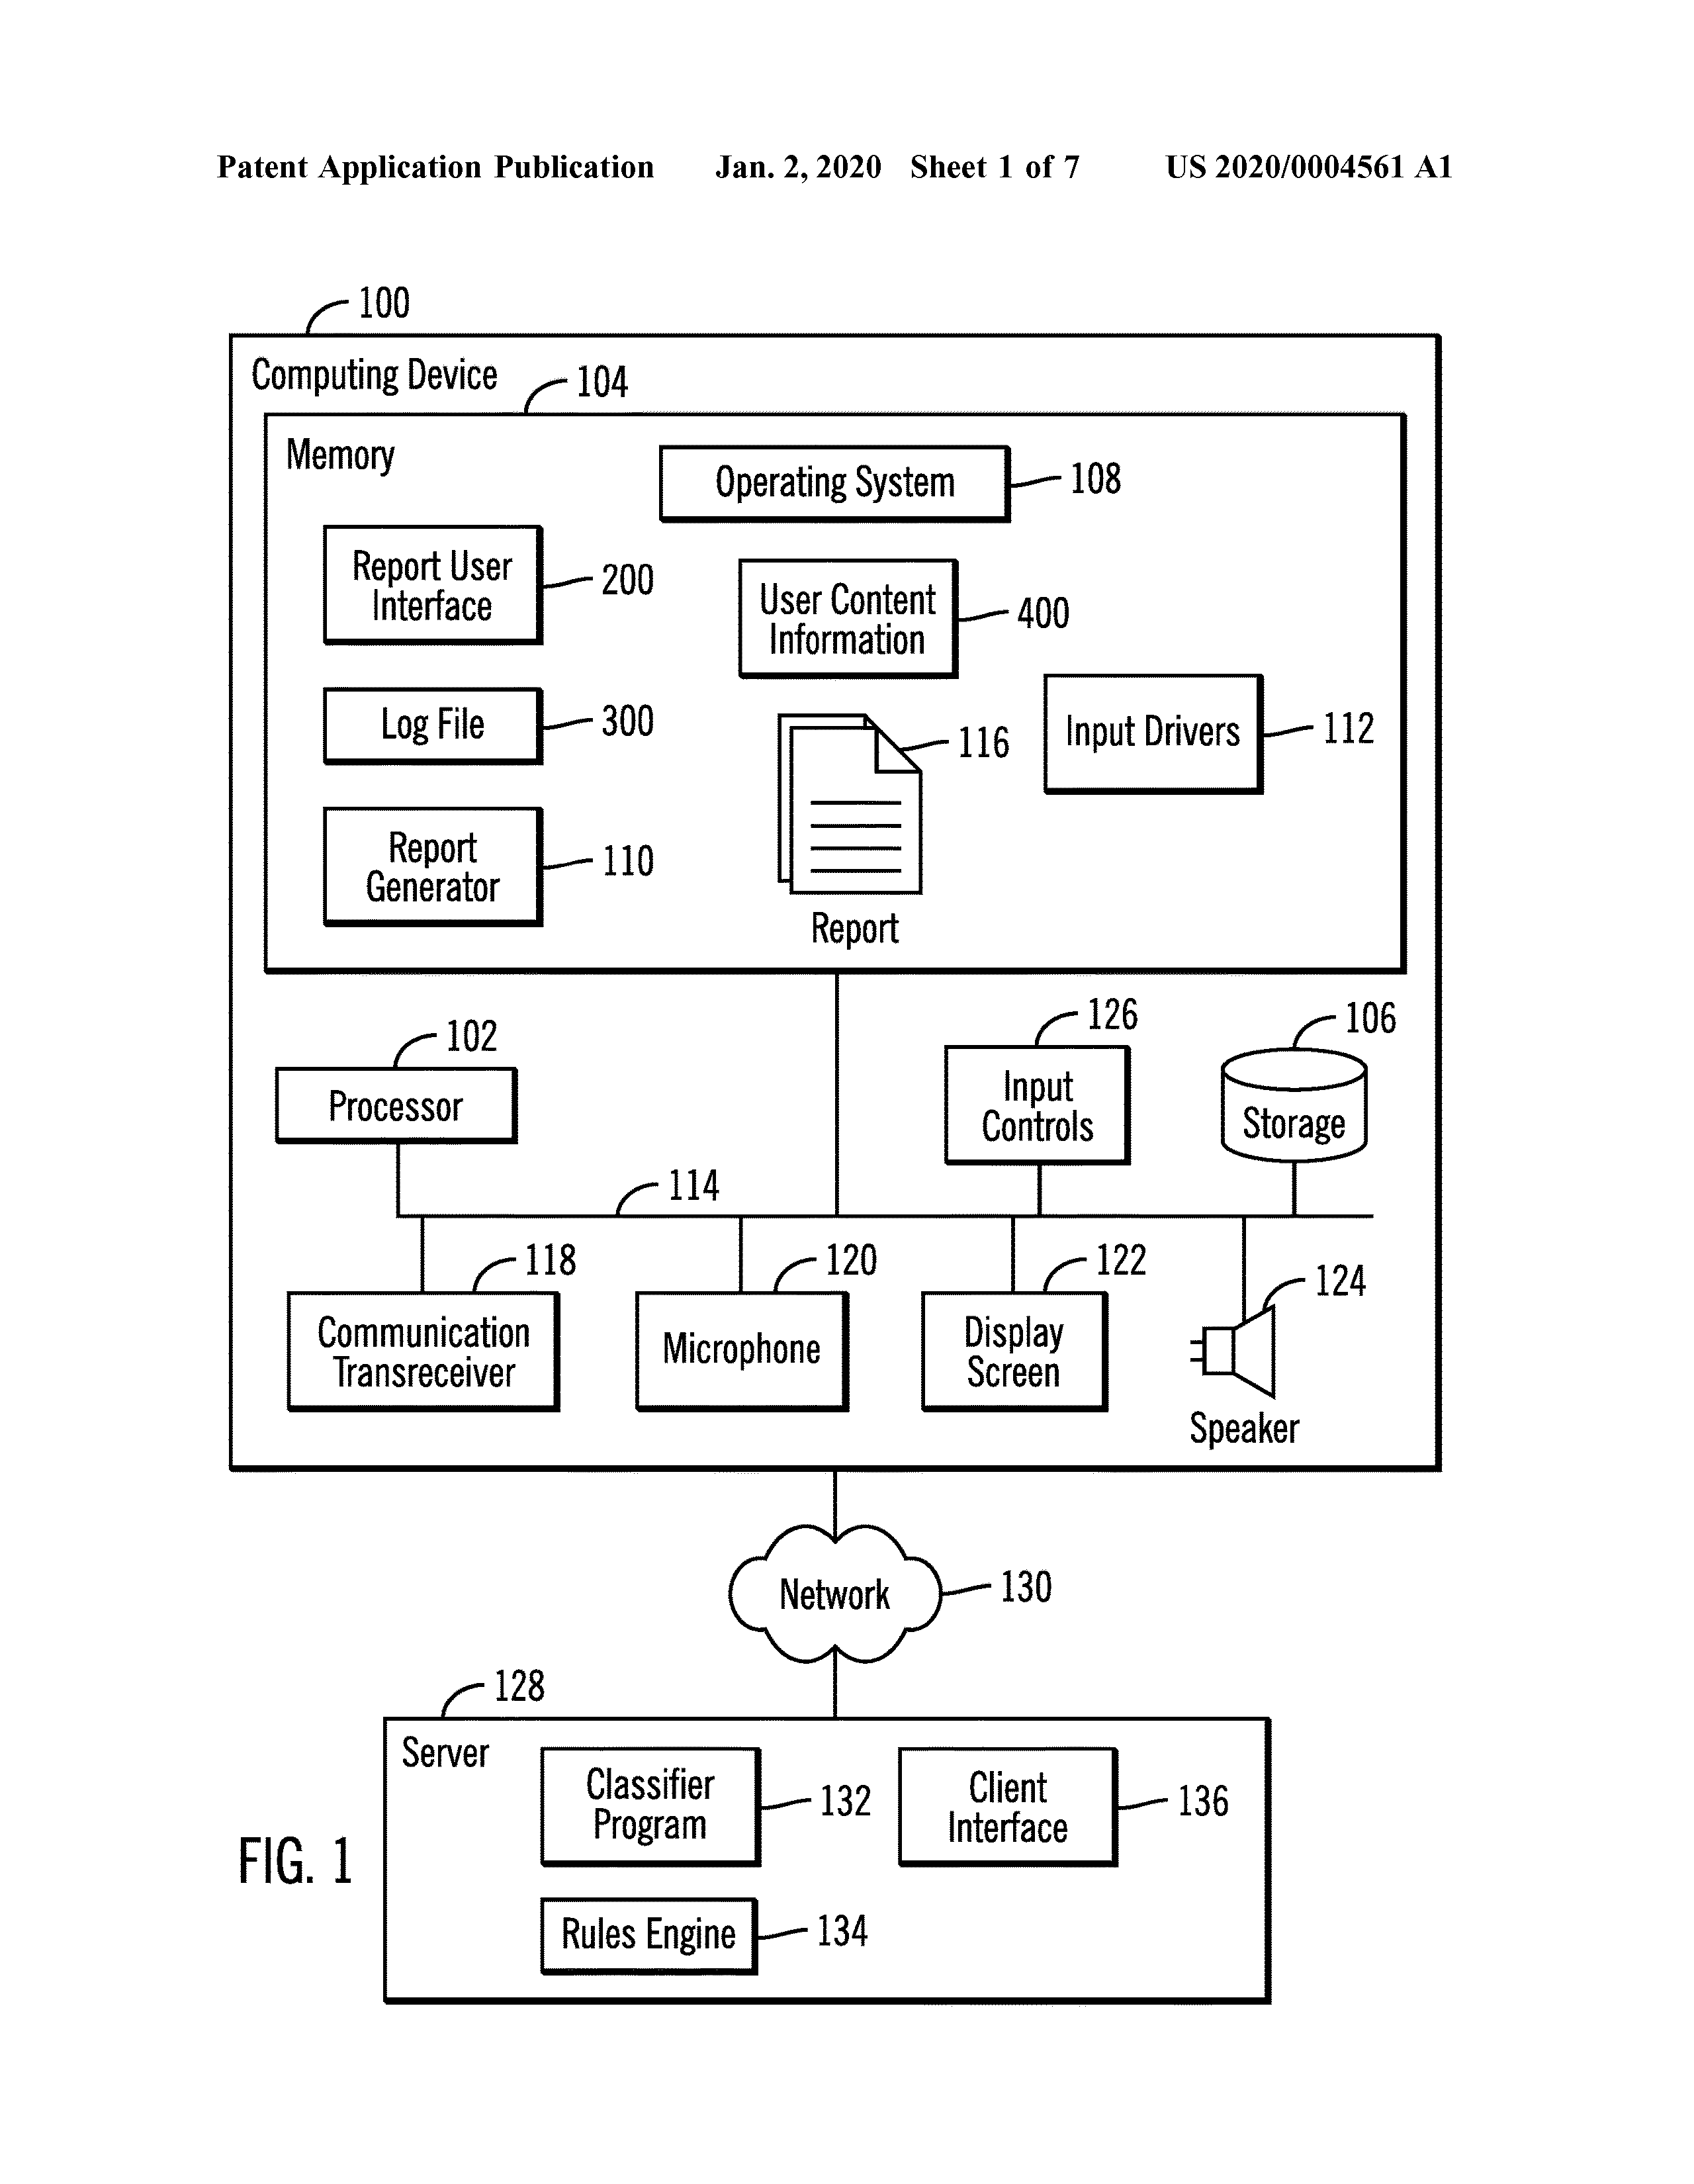 Patent Application Publication Jan. 2, 2020 Sheet 1 of 7 US 2020/0004561 A1
100
Computing Device
104
Memory
Operating System
108
Report User
Interface
200
User Content
Information
400
Log File
300
116
Input Drivers
112
Report
Generator
110
Report
102
Processor
126
Input
Controls
106
Storage
114
118
Communication
Transreceiver
120
Microphone
122
Display
Screen
124
Speaker
Network
130
128
Server
Classifier
Program
132
Client
Interface
136
Rules Engine
134
FIG. 1